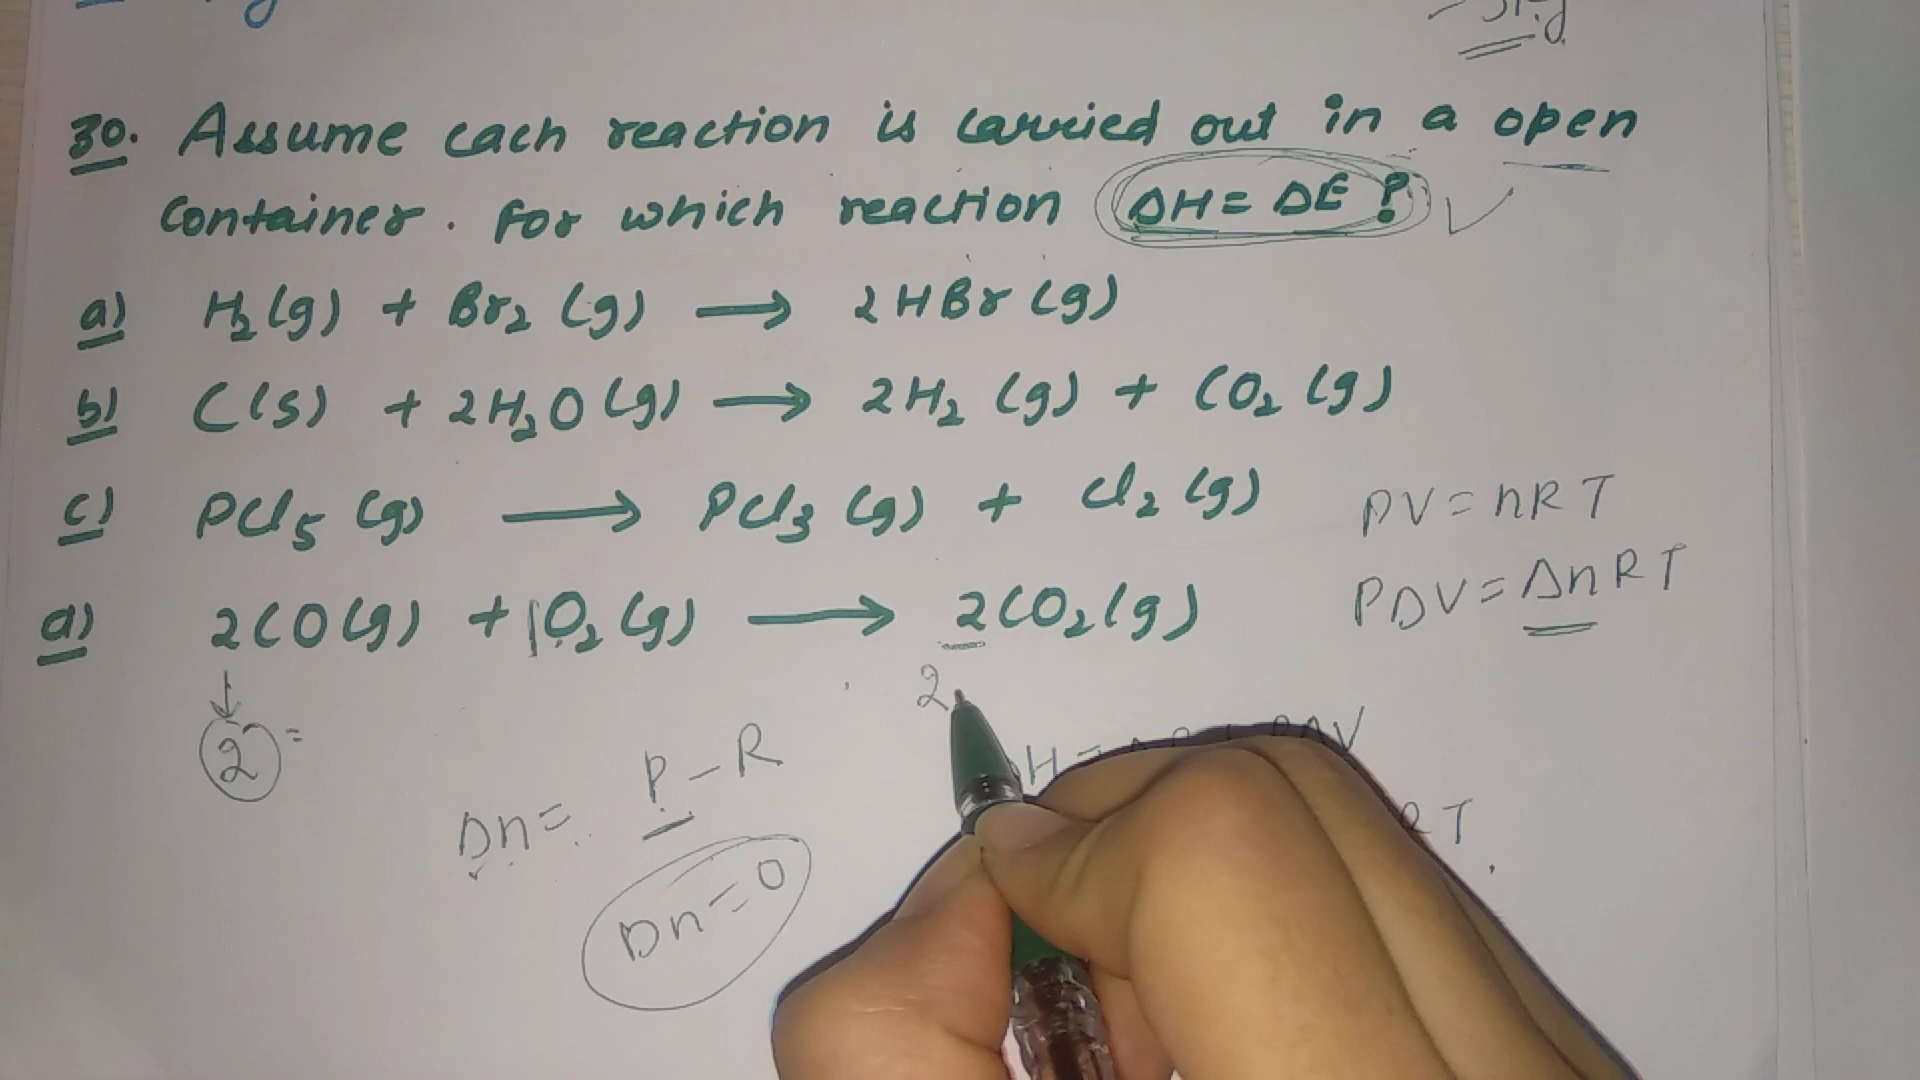 30. Assume each reaction is carried out in a open
container. For which reaction ΔH = ΔE ?
a) H₂(g) + Br₂ (g) → 2HBr (g)
b) C(s) + 2H₂O (g) → 2H₂ (g) + CO₂ (g)
c) PCl₅ (g) → PCl₃ (g) + Cl₂ (g)
PV = nRT
d) 2CO(g) + 1O₂ (g) → 2CO₂(g)
PΔV = ΔnRT
2
2 =
Δn = P - R
Δn = 0
RT